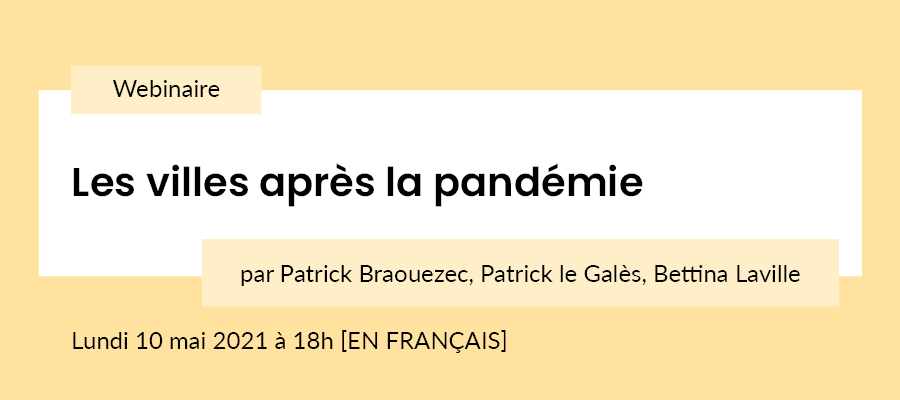 Webinaire
Les villes après la pandémie
par Patrick Braouezec, Patrick le Galès, Bettina Laville
Lundi 10 mai 2021 à 18h [EN FRANÇAIS]